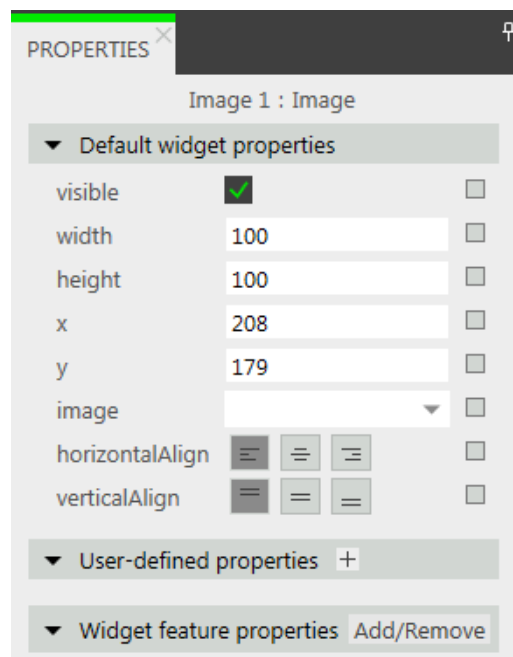 PROPERTIES
Image 1 : Image
Default widget properties
visible
width 100
height 100
x 208
y 179
image
horizontalAlign
verticalAlign
User-defined properties +
Widget feature properties Add/Remove